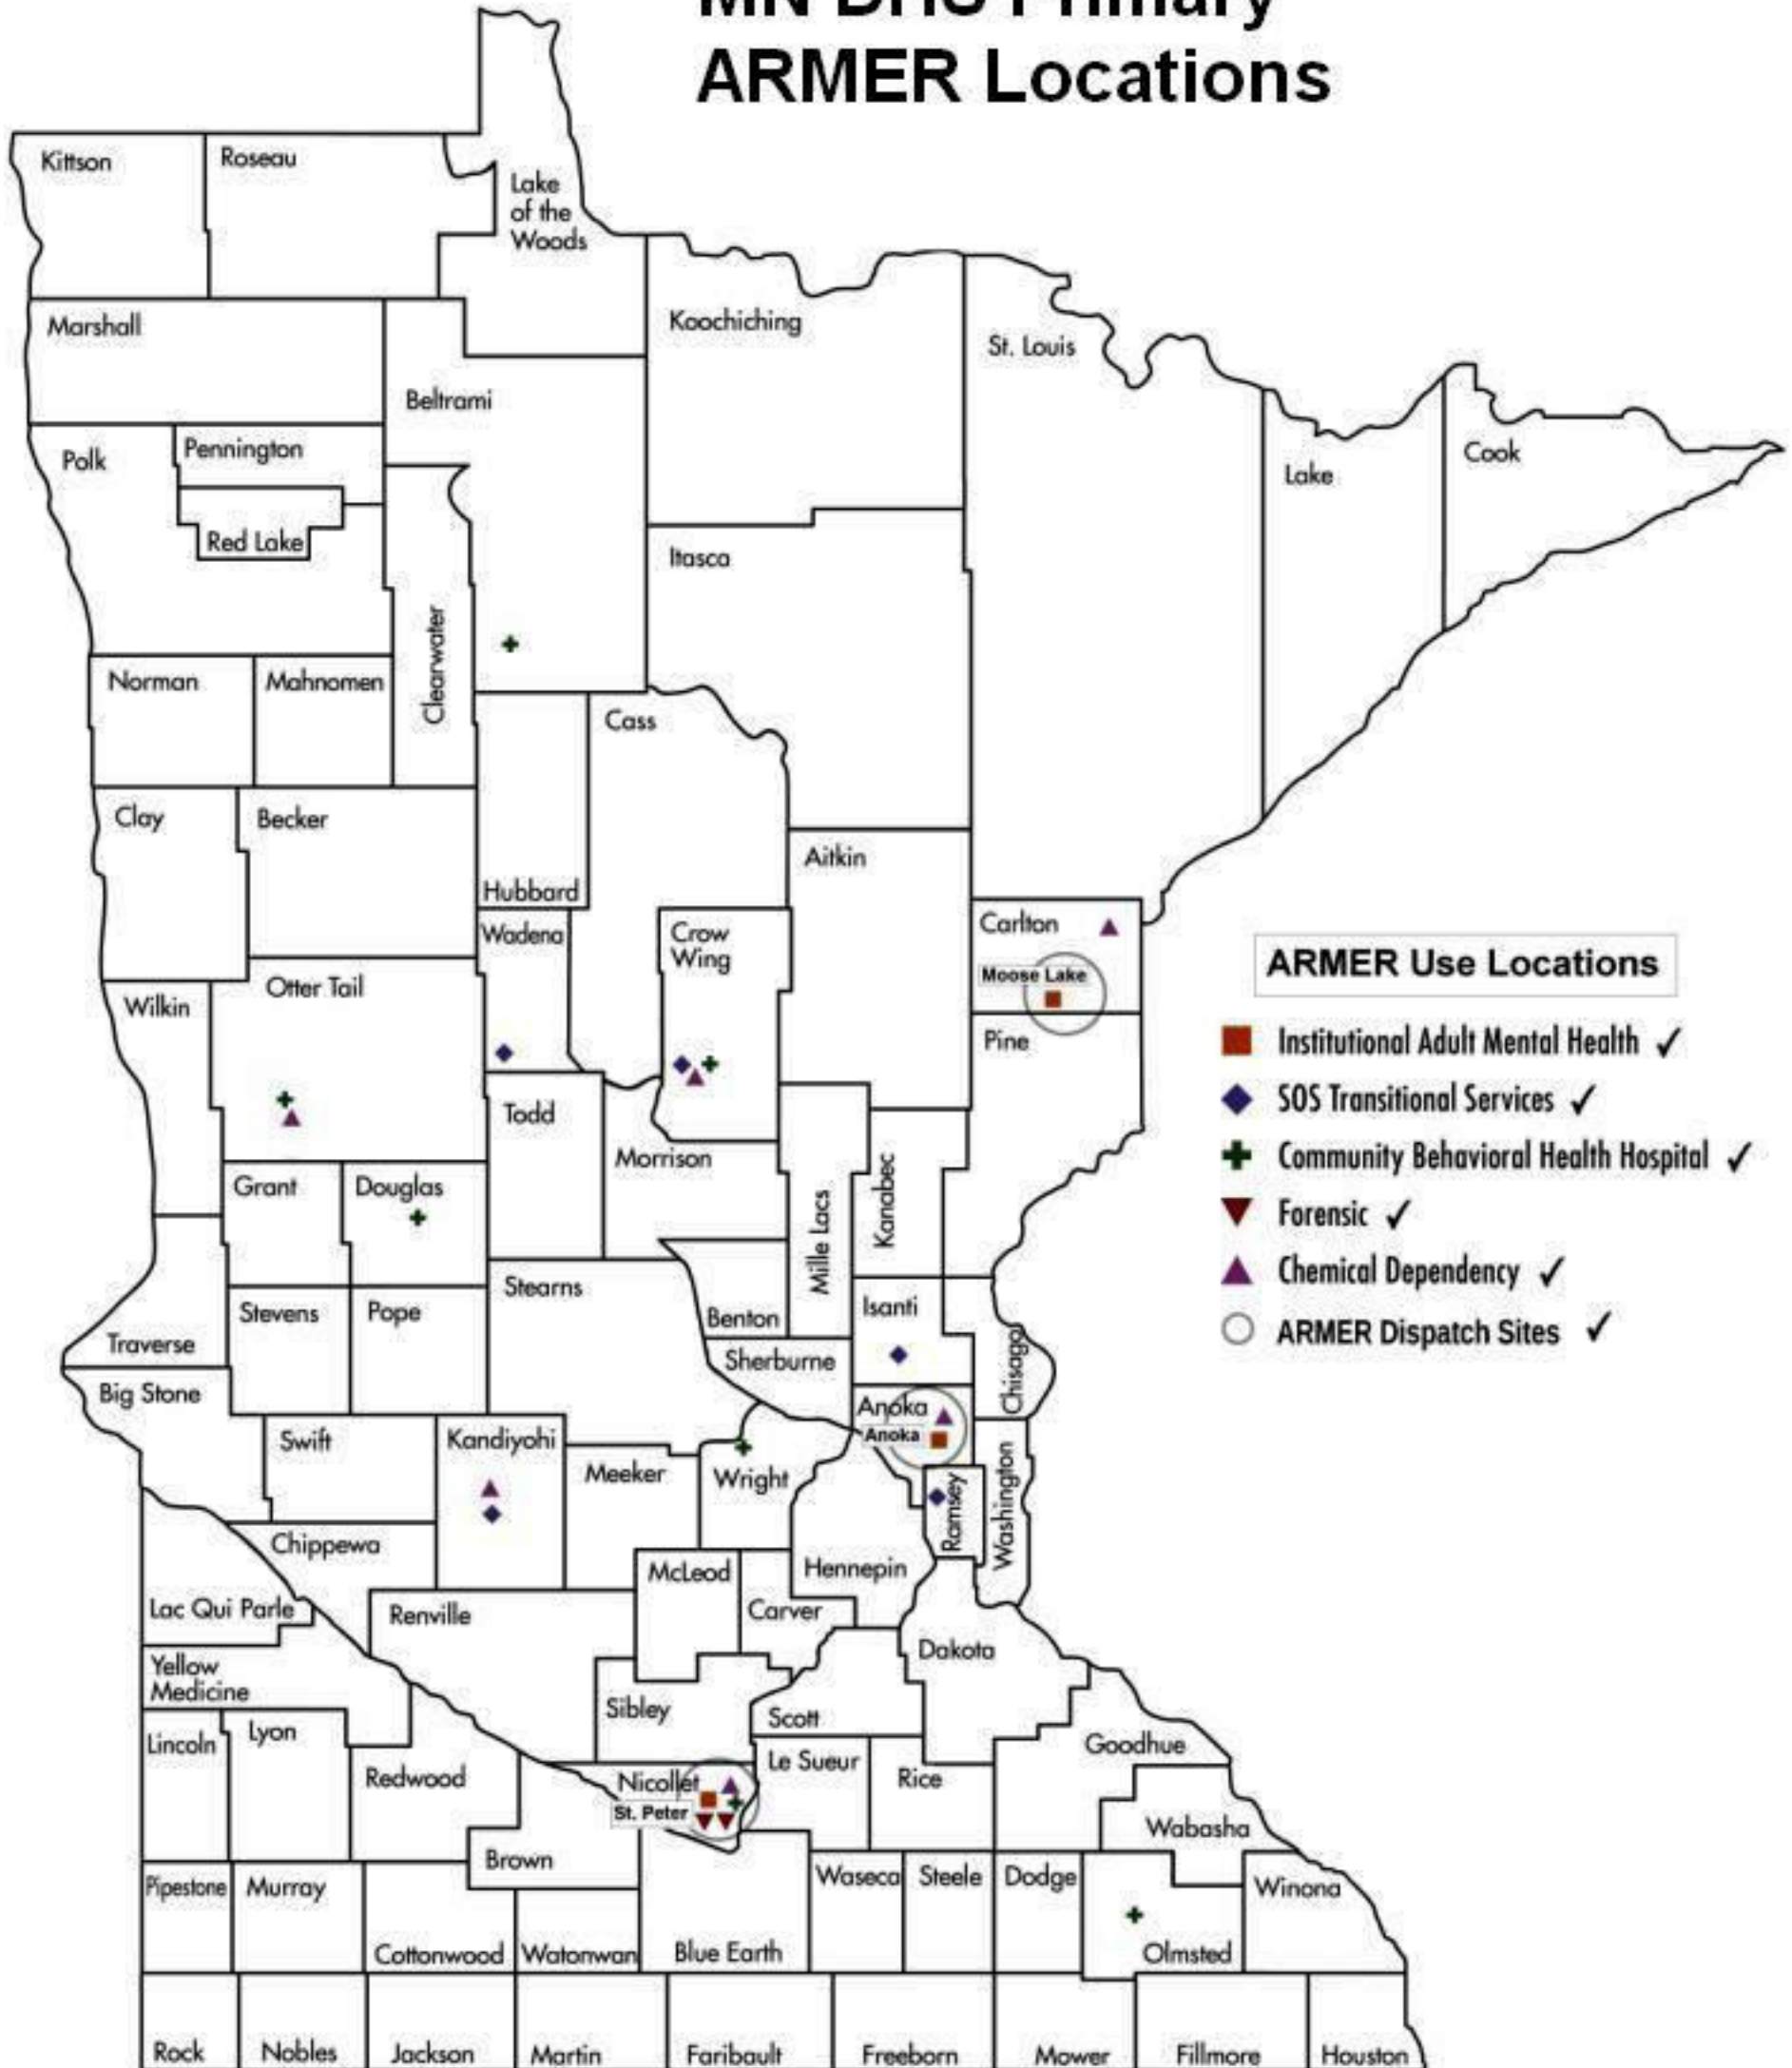 MN DHS Primary
ARMER Locations
Kittson
Roseau
Lake
of the
Woods
Marshall
Koochiching
St. Louis
Beltrami
Polk
Pennington
Cook
Lake
Red Lake
Itasca
Clearwater
Norman
Mahnomen
Cass
Clay
Becker
Aitkin
Hubbard
Wadena
Crow
Wing
Carlton
Moose Lake
Otter Tail
Wilkin
Pine
ARMER Use Locations
Institutional Adult Mental Health ✓
SOS Transitional Services ✓
Community Behavioral Health Hospital ✓
Forensic ✓
Chemical Dependency ✓
ARMER Dispatch Sites ✓
Todd
Morrison
Grant
Douglas
Mille Lacs
Kanabec
Stearns
Stevens
Pope
Benton
Isanti
Traverse
Sherburne
Chisago
Big Stone
Anoka
Anoka
Swift
Kandiyohi
Meeker
Wright
Ramsey
Washington
Chippewa
McLeod
Hennepin
Lac Qui Parle
Renville
Carver
Dakota
Yellow
Medicine
Sibley
Scott
Lincoln
Lyon
Goodhue
Redwood
Nicollet
St. Peter
Le Sueur
Rice
Wabasha
Brown
Pipestone
Murray
Waseca
Steele
Dodge
Winona
Cottonwood
Watonwan
Blue Earth
Olmsted
Rock
Nobles
Jackson
Martin
Faribault
Freeborn
Mower
Fillmore
Houston